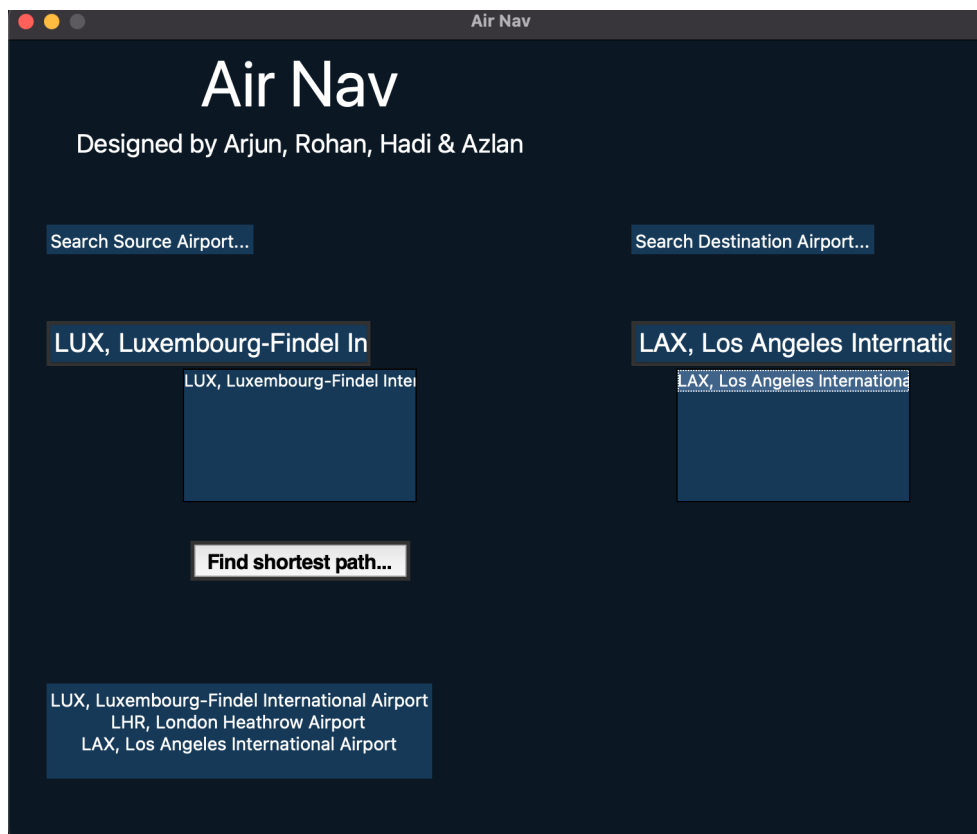 Air Nav
Air Nav
Designed by Arjun, Rohan, Hadi & Azlan
Search Source Airport...
Search Destination Airport...
LUX, Luxembourg-Findel In
LAX, Los Angeles Internatic
LUX, Luxembourg-Findel Inter
LAX, Los Angeles Internationa
Find shortest path...
LUX, Luxembourg-Findel International Airport
LHR, London Heathrow Airport
LAX, Los Angeles International Airport